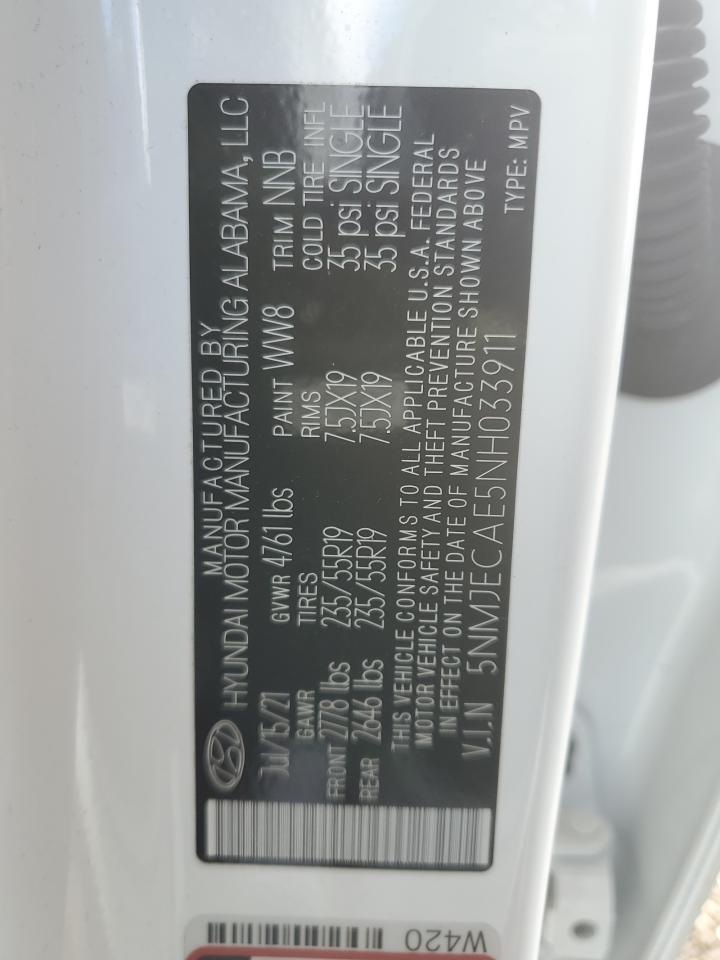 MANUFACTURED BY
HYUNDAI MOTOR MANUFACTURING ALABAMA, LLC
Jul/15/21 GVWR 4761 lbs PAINT WW8 TRIM NNB
GAWR TIRES RIMS COLD TIRE INFL
FRONT 2778 lbs 235/55R19 7.5JX19 35 psi SINGLE
REAR 2646 lbs 235/55R19 7.5JX19 35 psi SINGLE
THIS VEHICLE CONFORMS TO ALL APPLICABLE U.S.A. FEDERAL
MOTOR VEHICLE SAFETY AND THEFT PREVENTION STANDARDS
IN EFFECT ON THE DATE OF MANUFACTURE SHOWN ABOVE
V.I.N 5NMJECAE5NH033911
TYPE: MPV
W420